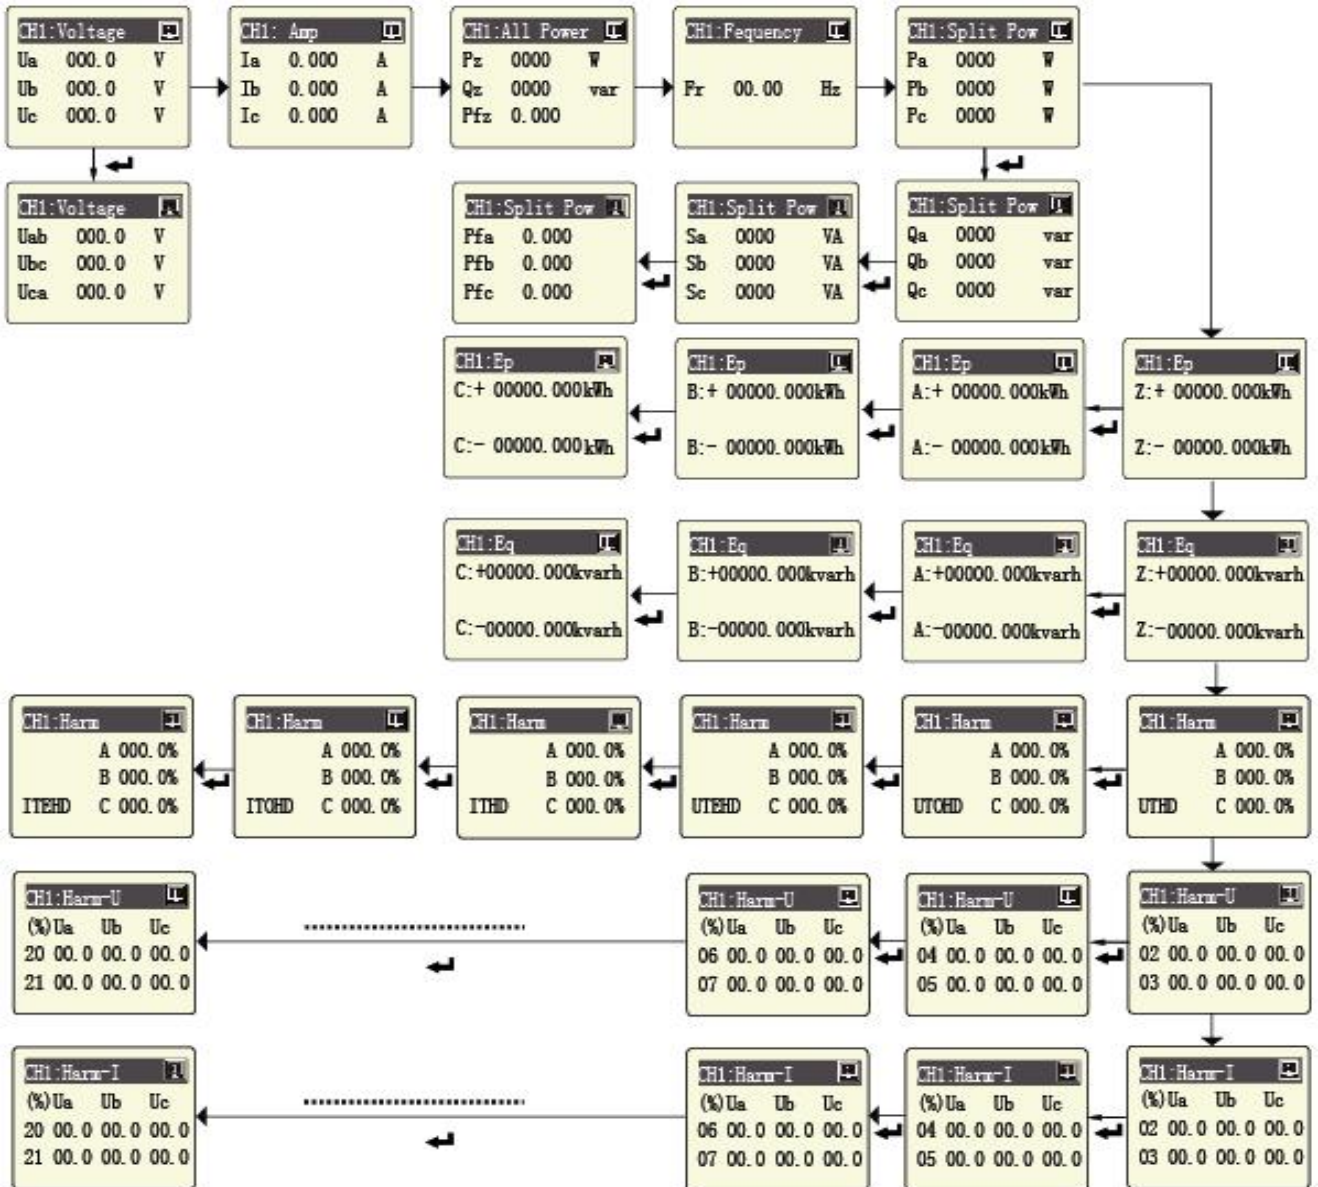 CH1:Voltage
Ua 000.0 V
Ub 000.0 V
Uc 000.0 V
CH1: Amp
Ia 0.000 A
Ib 0.000 A
Ic 0.000 A
CH1:All Power
Pz 0000 W
Qz 0000 var
Pfz 0.000
CH1:Fequency
Fr 00.00 Hz
CH1:Split Pow
Pa 0000 W
Pb 0000 W
Pc 0000 W
CH1:Voltage
Uab 000.0 V
Ubc 000.0 V
Uca 000.0 V
CH1:Split Pow
Pfa 0.000
Pfb 0.000
Pfc 0.000
CH1:Split Pow
Sa 0000 VA
Sb 0000 VA
Sc 0000 VA
CH1:Split Pow
Qa 0000 var
Qb 0000 var
Qc 0000 var
CH1:Ep
C:+ 00000.000kWh
C:- 00000.000kWh
CH1:Ep
B:+ 00000.000kWh
B:- 00000.000kWh
CH1:Ep
A:+ 00000.000kWh
A:- 00000.000kWh
CH1:Ep
Z:+ 00000.000kWh
Z:- 00000.000kWh
CH1:Eq
C:+00000.000kvarh
C:-00000.000kvarh
CH1:Eq
B:+00000.000kvarh
B:-00000.000kvarh
CH1:Eq
A:+00000.000kvarh
A:-00000.000kvarh
CH1:Eq
Z:+00000.000kvarh
Z:-00000.000kvarh
CH1:Harm
A 000.0%
B 000.0%
ITEHD C 000.0%
CH1:Harm
A 000.0%
B 000.0%
ITOHD C 000.0%
CH1:Harm
A 000.0%
B 000.0%
ITHD C 000.0%
CH1:Harm
A 000.0%
B 000.0%
UTEHD C 000.0%
CH1:Harm
A 000.0%
B 000.0%
UTOHD C 000.0%
CH1:Harm
A 000.0%
B 000.0%
UTHD C 000.0%
CH1:Harm-U
(%)Ua Ub Uc
20 00.0 00.0 00.0
21 00.0 00.0 00.0
CH1:Harm-U
(%)Ua Ub Uc
06 00.0 00.0 00.0
07 00.0 00.0 00.0
CH1:Harm-U
(%)Ua Ub Uc
04 00.0 00.0 00.0
05 00.0 00.0 00.0
CH1:Harm-U
(%)Ua Ub Uc
02 00.0 00.0 00.0
03 00.0 00.0 00.0
CH1:Harm-I
(%)Ua Ub Uc
20 00.0 00.0 00.0
21 00.0 00.0 00.0
CH1:Harm-I
(%)Ua Ub Uc
06 00.0 00.0 00.0
07 00.0 00.0 00.0
CH1:Harm-I
(%)Ua Ub Uc
04 00.0 00.0 00.0
05 00.0 00.0 00.0
CH1:Harm-I
(%)Ua Ub Uc
02 00.0 00.0 00.0
03 00.0 00.0 00.0